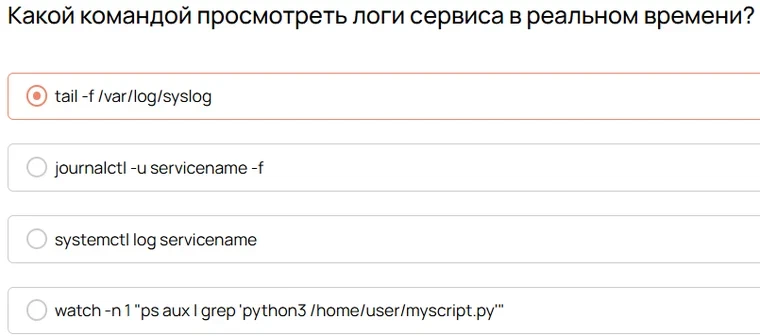 Какой командой просмотреть логи сервиса в реальном времени?
tail -f /var/log/syslog
journalctl -u servicename -f
systemctl log servicename
watch -n 1 "ps aux | grep 'python3 /home/user/myscript.py'"